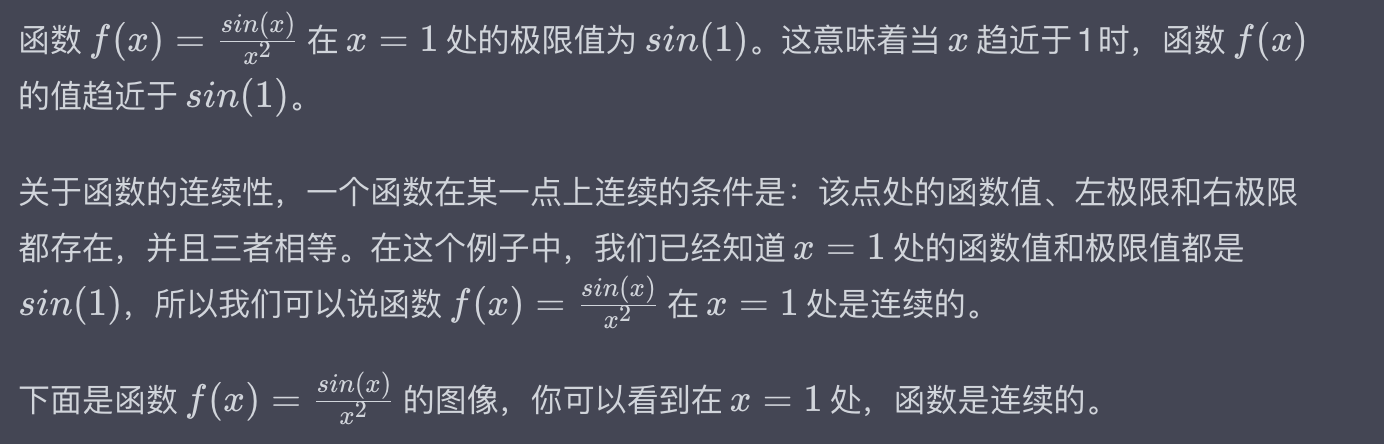 函数 f(x) = sin(x)/x² 在 x = 1 处的极限值为 sin(1)。这意味着当 x 趋近于1时，函数 f(x)
的值趋近于 sin(1)。
关于函数的连续性，一个函数在某一点上连续的条件是：该点处的函数值、左极限和右极限
都存在，并且三者相等。在这个例子中，我们已经知道 x = 1 处的函数值和极限值都是
sin(1)，所以我们可以说函数 f(x) = sin(x)/x² 在 x = 1 处是连续的。
下面是函数 f(x) = sin(x)/x² 的图像，你可以看到在 x = 1 处，函数是连续的。